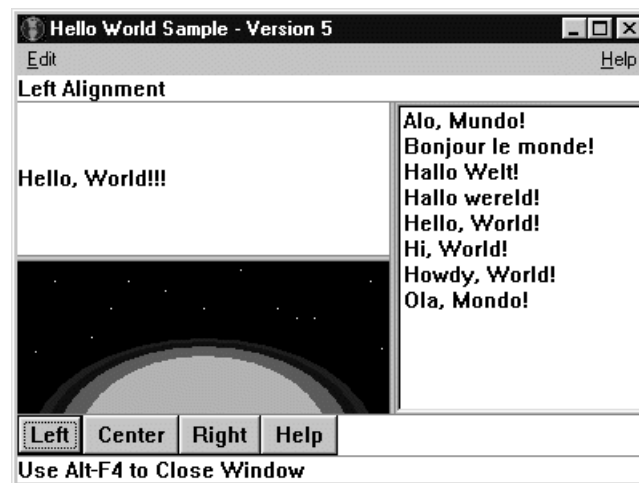 Hello World Sample - Version 5
Edit Help
Left Alignment
Hello, World!!!
Alo, Mundo!
Bonjour le monde!
Hallo Welt!
Hallo wereld!
Hello, World!
Hi, World!
Howdy, World!
Ola, Mondo!
Left Center Right Help
Use Alt-F4 to Close Window